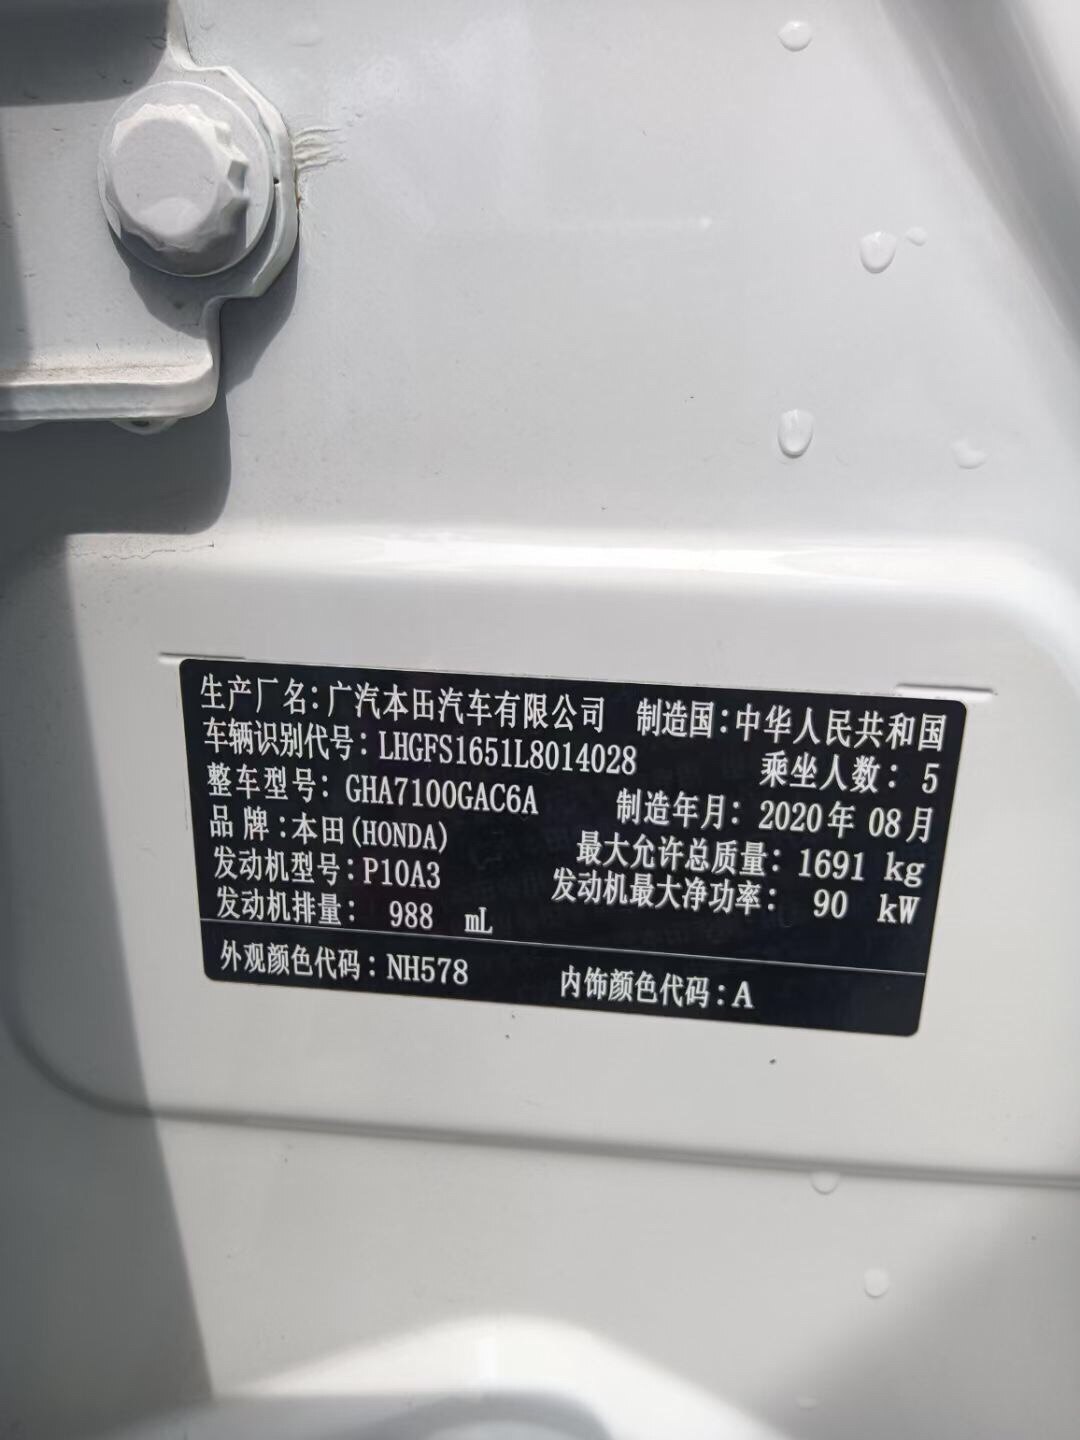 生产厂名：广汽本田汽车有限公司 制造国：中华人民共和国
车辆识别代号：LHGFS1651L8014028 乘坐人数：5
整车型号：GHA7100GAC6A 制造年月：2020年08月
品牌：本田(HONDA) 最大允许总质量：1691 kg
发动机型号：P10A3 发动机最大净功率：90 kW
发动机排量：988 mL
外观颜色代码：NH578 内饰颜色代码：A